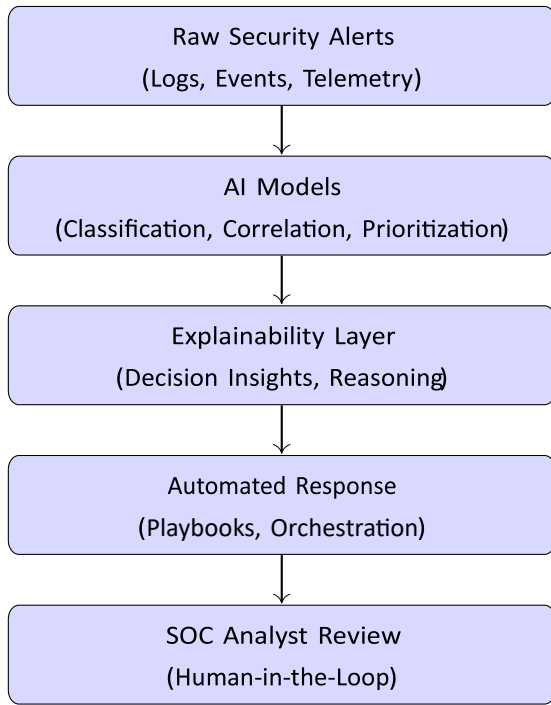 Raw Security Alerts
(Logs, Events, Telemetry)
AI Models
(Classification, Correlation, Prioritization)
Explainability Layer
(Decision Insights, Reasoning)
Automated Response
(Playbooks, Orchestration)
SOC Analyst Review
(Human-in-the-Loop)